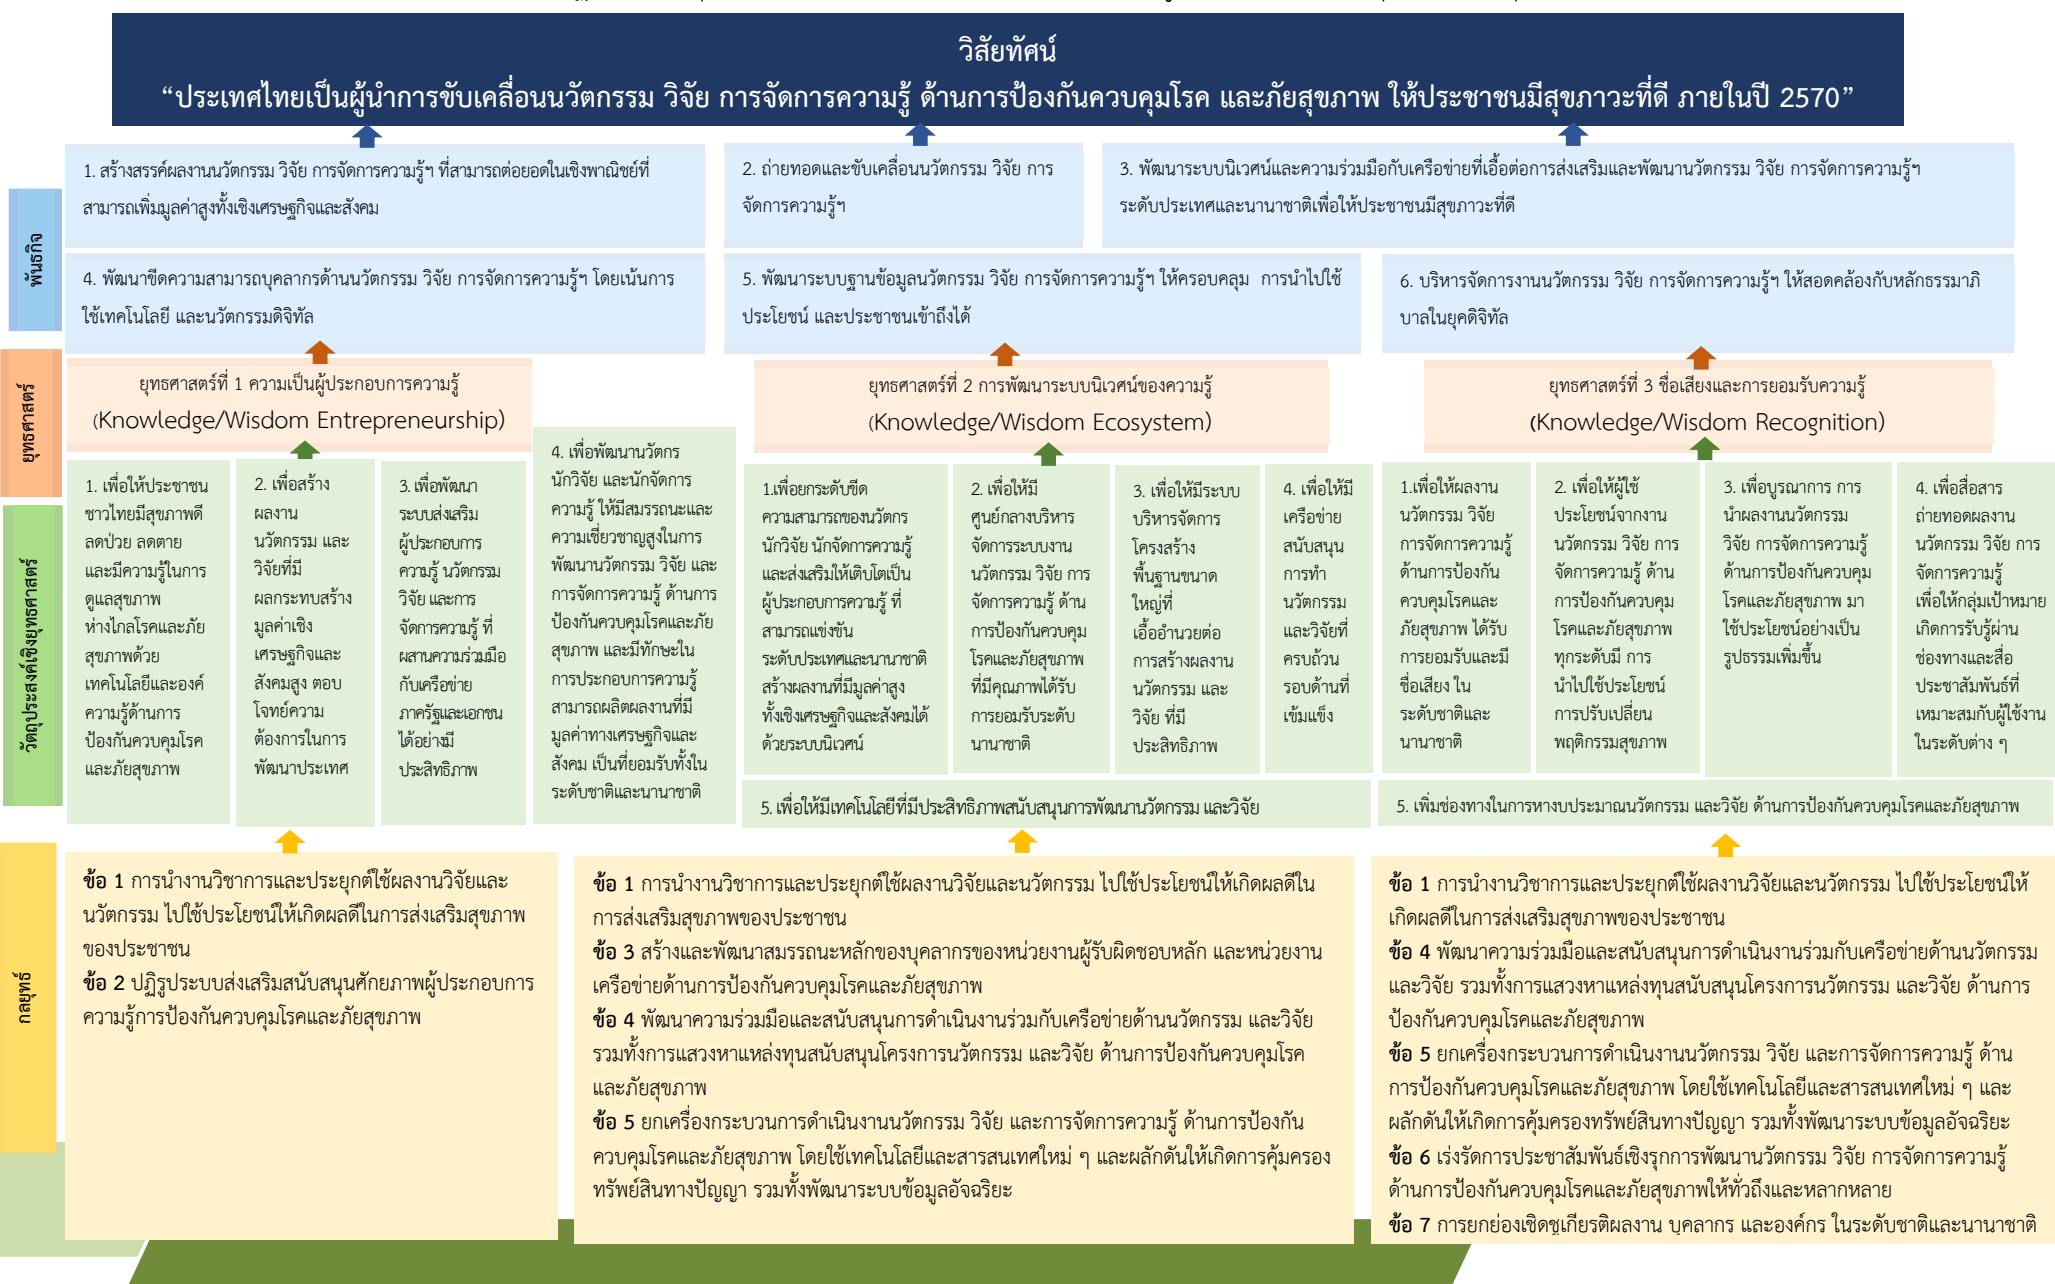 วิสัยทัศน์
“ประเทศไทยเป็นผู้นำการขับเคลื่อนนวัตกรรม วิจัย การจัดการความรู้ ด้านการป้องกันควบคุมโรค และภัยสุขภาพ ให้ประชาชนมีสุขภาวะที่ดี ภายในปี 2570”
พันธกิจ
1. สร้างสรรค์ผลงานนวัตกรรม วิจัย การจัดการความรู้ฯ ที่สามารถต่อยอดในเชิงพาณิชย์ที่
สามารถเพิ่มมูลค่าสูงทั้งเชิงเศรษฐกิจและสังคม
2. ถ่ายทอดและขับเคลื่อนนวัตกรรม วิจัย การ
จัดการความรู้ฯ
3. พัฒนาระบบนิเวศน์และความร่วมมือกับเครือข่ายที่เอื้อต่อการส่งเสริมและพัฒนานวัตกรรม วิจัย การจัดการความรู้ฯ
ระดับประเทศและนานาชาติเพื่อให้ประชาชนมีสุขภาวะที่ดี
4. พัฒนาขีดความสามารถบุคลากรด้านนวัตกรรม วิจัย การจัดการความรู้ฯ โดยเน้นการ
ใช้เทคโนโลยี และนวัตกรรมดิจิทัล
5. พัฒนาระบบฐานข้อมูลนวัตกรรม วิจัย การจัดการความรู้ฯ ให้ครอบคลุม การนำไปใช้
ประโยชน์ และประชาชนเข้าถึงได้
6. บริหารจัดการงานนวัตกรรม วิจัย การจัดการความรู้ฯ ให้สอดคล้องกับหลักธรรมาภิ
บาลในยุคดิจิทัล
ยุทธศาสตร์
ยุทธศาสตร์ที่ 1 ความเป็นผู้ประกอบการความรู้
(Knowledge/Wisdom Entrepreneurship)
ยุทธศาสตร์ที่ 2 การพัฒนาระบบนิเวศน์ของความรู้
(Knowledge/Wisdom Ecosystem)
ยุทธศาสตร์ที่ 3 ชื่อเสียงและการยอมรับความรู้
(Knowledge/Wisdom Recognition)
วัตถุประสงค์เชิงยุทธศาสตร์
1. เพื่อให้ประชาชน
ชาวไทยมีสุขภาพดี
ลดป่วย ลดตาย
และมีความรู้ในการ
ดูแลสุขภาพ
ห่างไกลโรคและภัย
สุขภาพด้วย
เทคโนโลยีและองค์
ความรู้ด้านการ
ป้องกันควบคุมโรค
และภัยสุขภาพ
2. เพื่อสร้าง
ผลงาน
นวัตกรรม และ
วิจัยที่มี
ผลกระทบสร้าง
มูลค่าเชิง
เศรษฐกิจและ
สังคมสูง ตอบ
โจทย์ความ
ต้องการในการ
พัฒนาประเทศ
3. เพื่อพัฒนา
ระบบส่งเสริม
ผู้ประกอบการ
ความรู้ นวัตกรรม
วิจัย และการ
จัดการความรู้ ที่
ผสานความร่วมมือ
กับเครือข่าย
ภาครัฐและเอกชน
ได้อย่างมี
ประสิทธิภาพ
4. เพื่อพัฒนานวัตกร
นักวิจัย และนักจัดการ
ความรู้ ให้มีสมรรถนะและ
ความเชี่ยวชาญสูงในการ
พัฒนานวัตกรรม วิจัย และ
การจัดการความรู้ ด้านการ
ป้องกันควบคุมโรคและภัย
สุขภาพ และมีทักษะใน
การประกอบการความรู้
สามารถผลิตผลงานที่มี
มูลค่าทางเศรษฐกิจและ
สังคม เป็นที่ยอมรับทั้งใน
ระดับชาติและนานาชาติ
1.เพื่อยกระดับขีด
ความสามารถของนวัตกร
นักวิจัย นักจัดการความรู้
และส่งเสริมให้เติบโตเป็น
ผู้ประกอบการความรู้ ที่
สามารถแข่งขัน
ระดับประเทศและนานาชาติ
สร้างผลงานที่มีมูลค่าสูง
ทั้งเชิงเศรษฐกิจและสังคมได้
ด้วยระบบนิเวศน์
2. เพื่อให้มี
ศูนย์กลางบริหาร
จัดการระบบงาน
นวัตกรรม วิจัย การ
จัดการความรู้ ด้าน
การป้องกันควบคุม
โรคและภัยสุขภาพ
ที่มีคุณภาพได้รับ
การยอมรับระดับ
นานาชาติ
3. เพื่อให้มีระบบ
บริหารจัดการ
โครงสร้าง
พื้นฐานขนาด
ใหญ่ที่
เอื้ออำนวยต่อ
การสร้างผลงาน
นวัตกรรม และ
วิจัย ที่มี
ประสิทธิภาพ
4. เพื่อให้มี
เครือข่าย
สนับสนุน
การทำ
นวัตกรรม
และวิจัยที่
ครบถ้วน
รอบด้านที่
เข้มแข็ง
5. เพื่อให้มีเทคโนโลยีที่มีประสิทธิภาพสนับสนุนการพัฒนานวัตกรรม และวิจัย
1.เพื่อให้ผลงาน
นวัตกรรม วิจัย
การจัดการความรู้
ด้านการป้องกัน
ควบคุมโรคและ
ภัยสุขภาพ ได้รับ
การยอมรับและมี
ชื่อเสียง ใน
ระดับชาติและ
นานาชาติ
2. เพื่อให้ผู้ใช้
ประโยชน์จากงาน
นวัตกรรม วิจัย การ
จัดการความรู้ ด้าน
การป้องกันควบคุม
โรคและภัยสุขภาพ
ทุกระดับมี การ
นำไปใช้ประโยชน์
การปรับเปลี่ยน
พฤติกรรมสุขภาพ
3. เพื่อบูรณาการ การ
นำผลงานนวัตกรรม
วิจัย การจัดการความรู้
ด้านการป้องกันควบคุม
โรคและภัยสุขภาพ มา
ใช้ประโยชน์อย่างเป็น
รูปธรรมเพิ่มขึ้น
4. เพื่อสื่อสาร
ถ่ายทอดผลงาน
นวัตกรรม วิจัย การ
จัดการความรู้
เพื่อให้กลุ่มเป้าหมาย
เกิดการรับรู้ผ่าน
ช่องทางและสื่อ
ประชาสัมพันธ์ที่
เหมาะสมกับผู้ใช้งาน
ในระดับต่าง ๆ
5. เพิ่มช่องทางในการหางบประมาณนวัตกรรม และวิจัย ด้านการป้องกันควบคุมโรคและภัยสุขภาพ
กลยุทธ์
ข้อ 1 การนำงานวิชาการและประยุกต์ใช้ผลงานวิจัยและ
นวัตกรรม ไปใช้ประโยชน์ให้เกิดผลดีในการส่งเสริมสุขภาพ
ของประชาชน
ข้อ 2 ปฏิรูประบบส่งเสริมสนับสนุนศักยภาพผู้ประกอบการ
ความรู้การป้องกันควบคุมโรคและภัยสุขภาพ
ข้อ 1 การนำงานวิชาการและประยุกต์ใช้ผลงานวิจัยและนวัตกรรม ไปใช้ประโยชน์ให้เกิดผลดีใน
การส่งเสริมสุขภาพของประชาชน
ข้อ 3 สร้างและพัฒนาสมรรถนะหลักของบุคลากรของหน่วยงานผู้รับผิดชอบหลัก และหน่วยงาน
เครือข่ายด้านการป้องกันควบคุมโรคและภัยสุขภาพ
ข้อ 4 พัฒนาความร่วมมือและสนับสนุนการดำเนินงานร่วมกับเครือข่ายด้านนวัตกรรม และวิจัย
รวมทั้งการแสวงหาแหล่งทุนสนับสนุนโครงการนวัตกรรม และวิจัย ด้านการป้องกันควบคุมโรค
และภัยสุขภาพ
ข้อ 5 ยกเครื่องกระบวนการดำเนินงานนวัตกรรม วิจัย และการจัดการความรู้ ด้านการป้องกัน
ควบคุมโรคและภัยสุขภาพ โดยใช้เทคโนโลยีและสารสนเทศใหม่ ๆ และผลักดันให้เกิดการคุ้มครอง
ทรัพย์สินทางปัญญา รวมทั้งพัฒนาระบบข้อมูลอัจฉริยะ
ข้อ 1 การนำงานวิชาการและประยุกต์ใช้ผลงานวิจัยและนวัตกรรม ไปใช้ประโยชน์ให้
เกิดผลดีในการส่งเสริมสุขภาพของประชาชน
ข้อ 4 พัฒนาความร่วมมือและสนับสนุนการดำเนินงานร่วมกับเครือข่ายด้านนวัตกรรม
และวิจัย รวมทั้งการแสวงหาแหล่งทุนสนับสนุนโครงการนวัตกรรม และวิจัย ด้านการ
ป้องกันควบคุมโรคและภัยสุขภาพ
ข้อ 5 ยกเครื่องกระบวนการดำเนินงานนวัตกรรม วิจัย และการจัดการความรู้ ด้าน
การป้องกันควบคุมโรคและภัยสุขภาพ โดยใช้เทคโนโลยีและสารสนเทศใหม่ ๆ และ
ผลักดันให้เกิดการคุ้มครองทรัพย์สินทางปัญญา รวมทั้งพัฒนาระบบข้อมูลอัจฉริยะ
ข้อ 6 เร่งรัดการประชาสัมพันธ์เชิงรุกการพัฒนานวัตกรรม วิจัย การจัดการความรู้
ด้านการป้องกันควบคุมโรคและภัยสุขภาพให้ทั่วถึงและหลากหลาย
ข้อ 7 การยกย่องเชิดชูเกียรติผลงาน บุคลากร และองค์กร ในระดับชาติและนานาชาติ